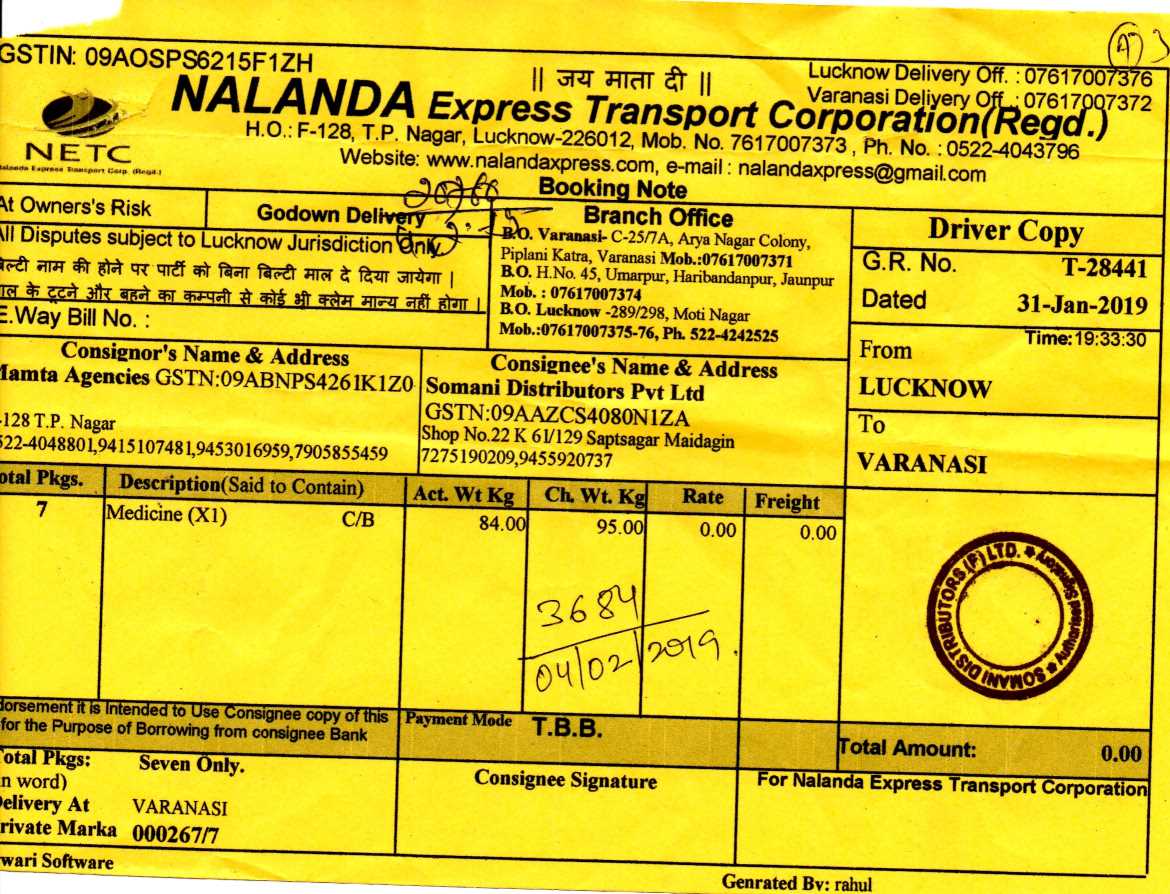 GSTIN: 09AOSPS6215F1ZH
|| जय माता दी ||
Lucknow Delivery Off. : 07617007376
Varanasi Deliyery Off. : 07617007372
NALANDA Express Transport Corporation(Regd.)
NETC
Nalanda Express Transport Corp. (Regd.)
H.O.: F-128, T.P. Nagar, Lucknow-226012, Mob. No. 7617007373 , Ph. No. : 0522-4043796
Website: www.nalandaxpress.com, e-mail : nalandaxpress@gmail.com
Booking Note
At Owners's Risk
Godown Delivery
All Disputes subject to Lucknow Jurisdiction Only
बिल्टी नाम की होने पर पार्टी को बिना बिल्टी माल दे दिया जायेगा |
माल के टूटने और बहने का कम्पनी से कोई भी क्लेम मान्य नहीं होगा |
E.Way Bill No. :
Branch Office
B.O. Varanasi- C-25/7A, Arya Nagar Colony,
Piplani Katra, Varanasi Mob.:07617007371
B.O. H.No. 45, Umarpur, Haribandanpur, Jaunpur
Mob. : 07617007374
B.O. Lucknow -289/298, Moti Nagar
Mob.:07617007375-76, Ph. 522-4242525
Driver Copy
G.R. No. T-28441
Dated 31-Jan-2019
Time:19:33:30
From
LUCKNOW
To
VARANASI
Consignor's Name & Address
Mamta Agencies GSTN:09ABNPS4261K1Z0
-128 T.P. Nagar
522-4048801,9415107481,9453016959,7905855459
Consignee's Name & Address
Somani Distributors Pvt Ltd
GSTN:09AAZCS4080N1ZA
Shop No.22 K 61/129 Saptsagar Maidagin
7275190209,9455920737
Total Pkgs. Description(Said to Contain) Act. Wt Kg Ch. Wt. Kg Rate Freight
7 Medicine (X1) C/B 84.00 95.00 0.00 0.00
3684
04/02/2019.
SOMANI DISTRIBUTORS (P) LTD. * Authorised Signatory *
dorsement it is Intended to Use Consignee copy of this
for the Purpose of Borrowing from consignee Bank
Payment Mode T.B.B.
Total Amount: 0.00
Total Pkgs: Seven Only.
in word)
Delivery At VARANASI
Private Marka 000267/7
Consignee Signature
For Nalanda Express Transport Corporation
wari Software
Genrated By: rahul